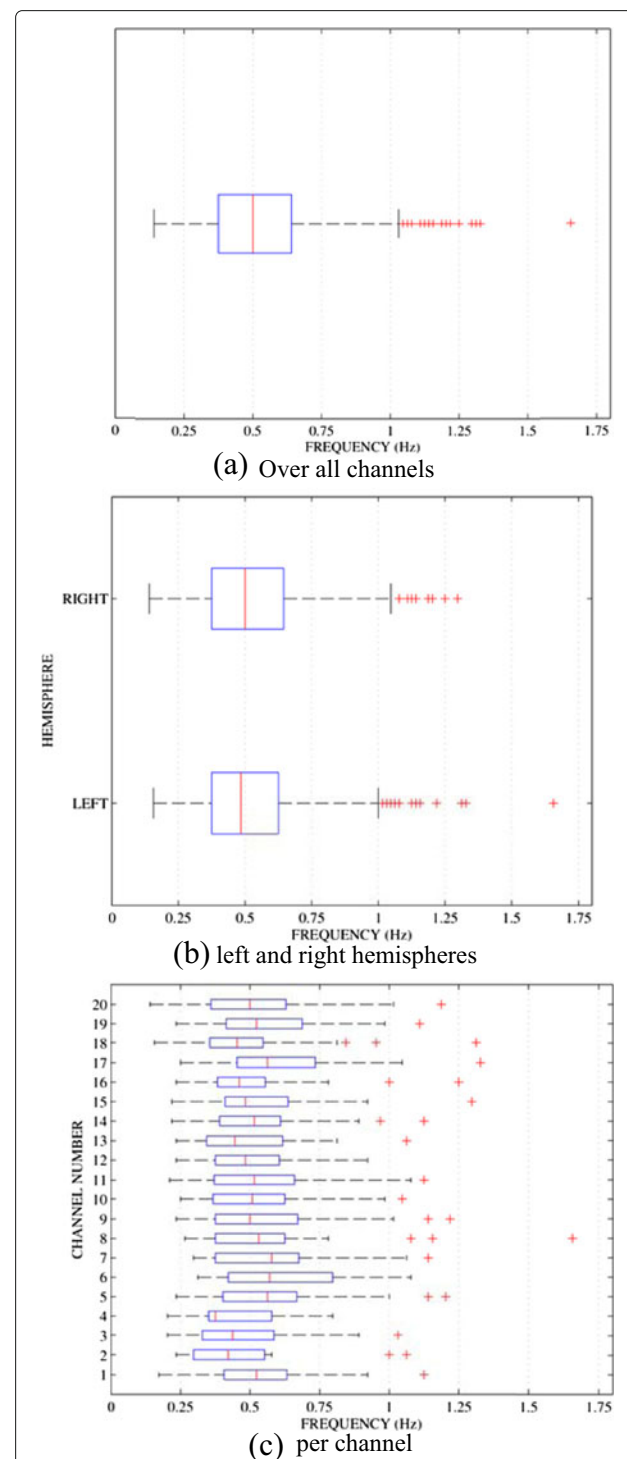 0 0.25 0.5 0.75 1 1.25 1.5 1.75
FREQUENCY (Hz)
(a) Over all channels
HEMISPHERE
RIGHT
LEFT
0 0.25 0.5 0.75 1 1.25 1.5 1.75
FREQUENCY (Hz)
(b) left and right hemispheres
CHANNEL NUMBER
20
19
18
17
16
15
14
13
12
11
10
9
8
7
6
5
4
3
2
1
0 0.25 0.5 0.75 1 1.25 1.5 1.75
FREQUENCY (Hz)
(c) per channel